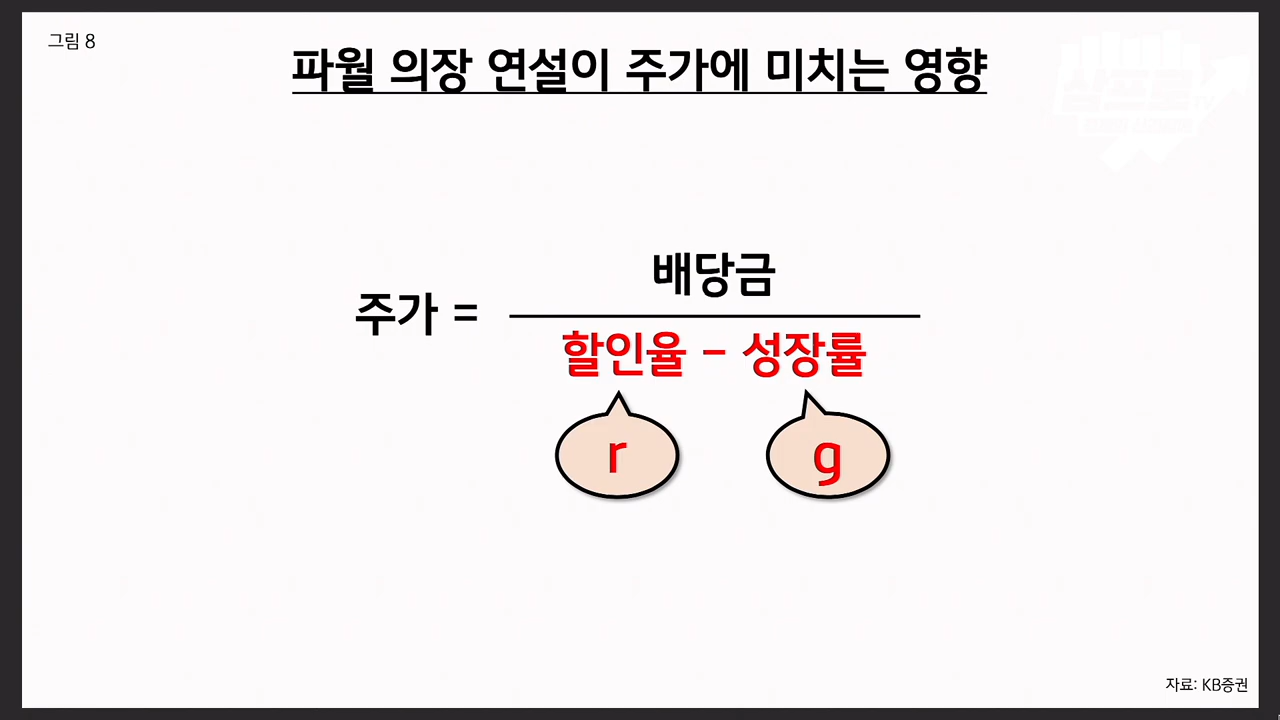 그림 8
파월 의장 연설이 주가에 미치는 영향
배당금
주가 =
할인율 - 성장률
r g
자료: KB증권